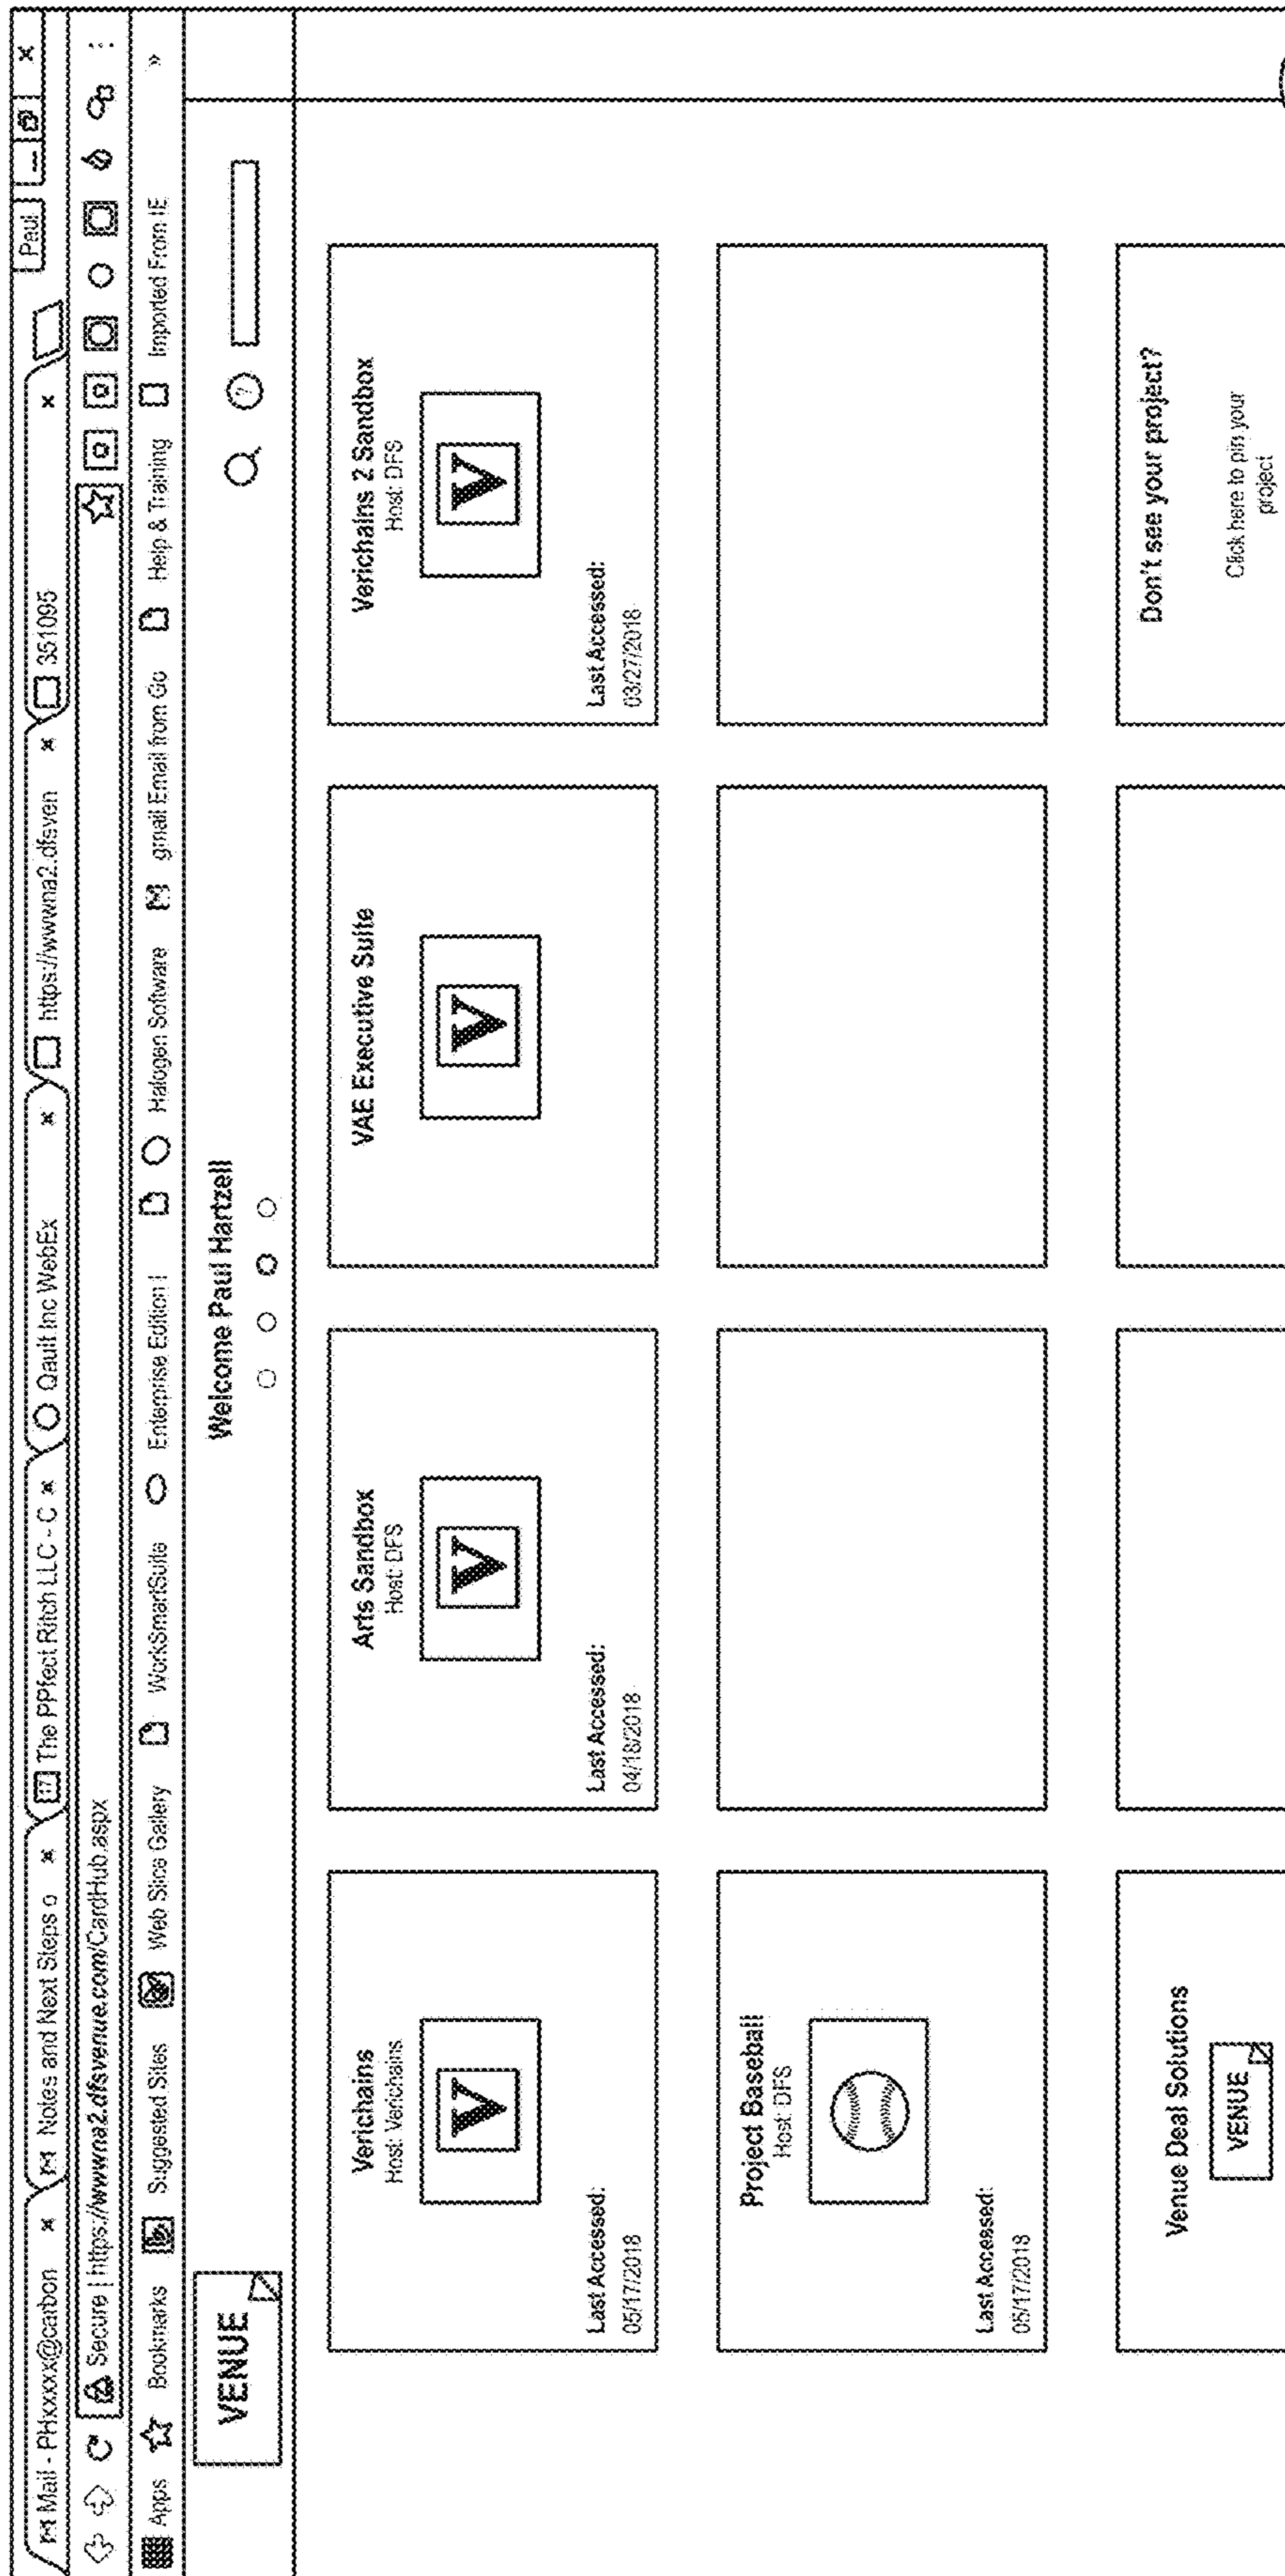 Mail - PHxxxx@carbon
Notes and Next Steps o
The PPfect Ritch LLC - C
Qault Inc WebEx
https://wwwna2.dfsven
351095
Paul
Secure | https://wwwna2.dfsvenue.com/CardHub.aspx
Apps
Bookmarks
Suggested Sites
Web Slice Gallery
WorkSmartSuite
Enterprise Edition I
Halogen Software
gmail Email from Go
Help & Training
Imported From IE
»
VENUE
Welcome Paul Hartzell
?
Verichains
Host: Verichains
V
Last Accessed:
05/17/2018
Arts Sandbox
Host: DFS
V
Last Accessed:
04/18/2018
VAE Executive Suite
V
Verichains 2 Sandbox
Host: DFS
V
Last Accessed:
03/27/2018
Project Baseball
Host: DFS
Last Accessed:
05/17/2018
Venue Deal Solutions
VENUE
Don't see your project?
Click here to pin your
project